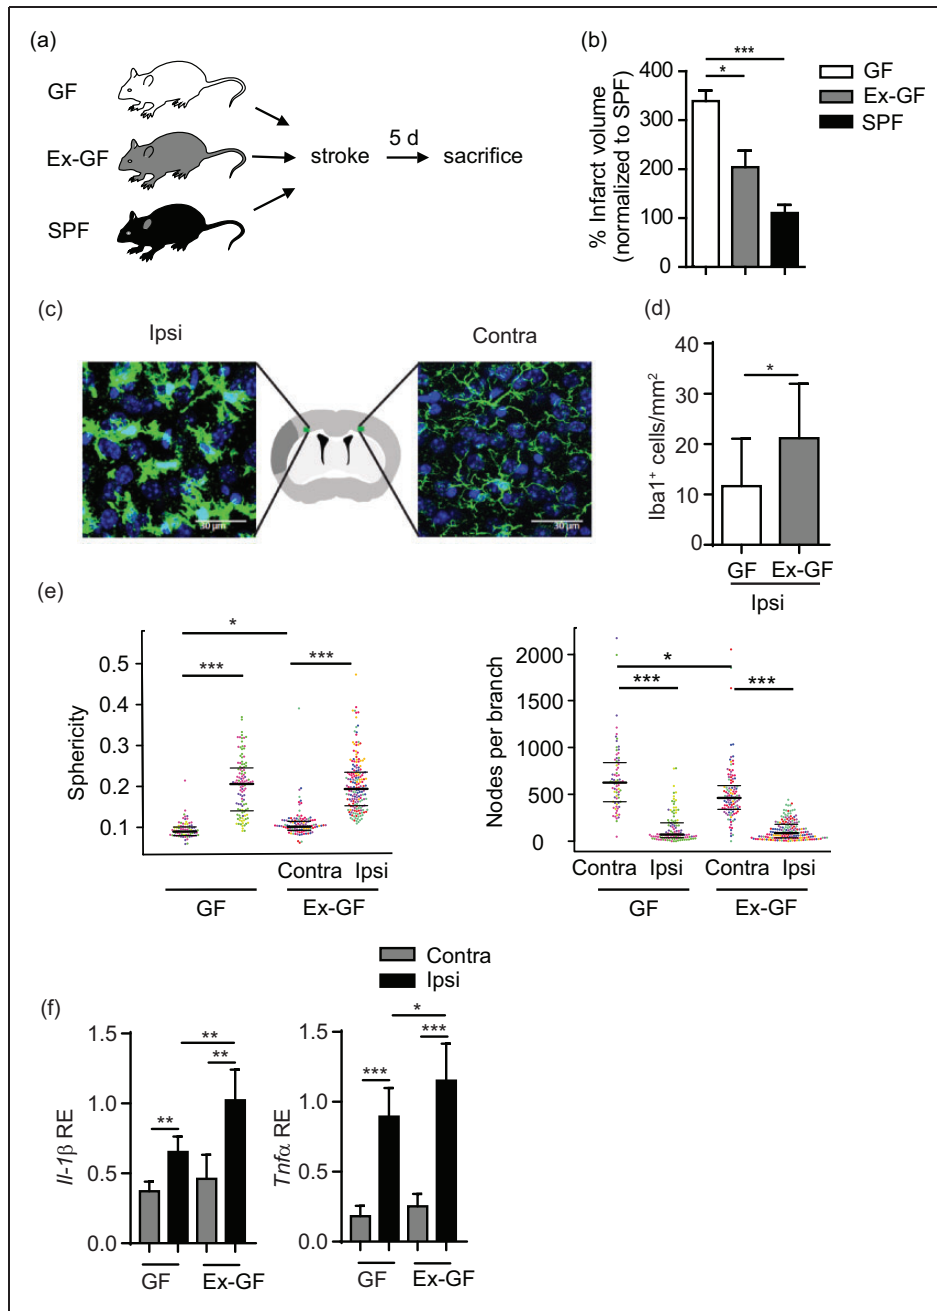 (a)
GF
Ex-GF
SPF
stroke
5 d
sacrifice
(b)
***
*
GF
Ex-GF
SPF
% Infarct volume
(normalized to SPF)
400
300
200
100
0
(c)
Ipsi
Contra
30 µm
30 µm
(d)
Iba1⁺ cells/mm²
40
30
20
10
0
*
GF Ex-GF
Ipsi
(e)
Sphericity
0.5
0.4
0.3
0.2
0.1
*
***
***
Contra Ipsi
GF
Ex-GF
Nodes per branch
2000
1500
1000
500
0
*
***
***
Contra Ipsi Contra Ipsi
GF
Ex-GF
Contra
Ipsi
(f)
Il-1β RE
1.5
1.0
0.5
0.0
**
**
**
GF
Ex-GF
Tnfα RE
1.5
1.0
0.5
0.0
*
***
***
GF
Ex-GF